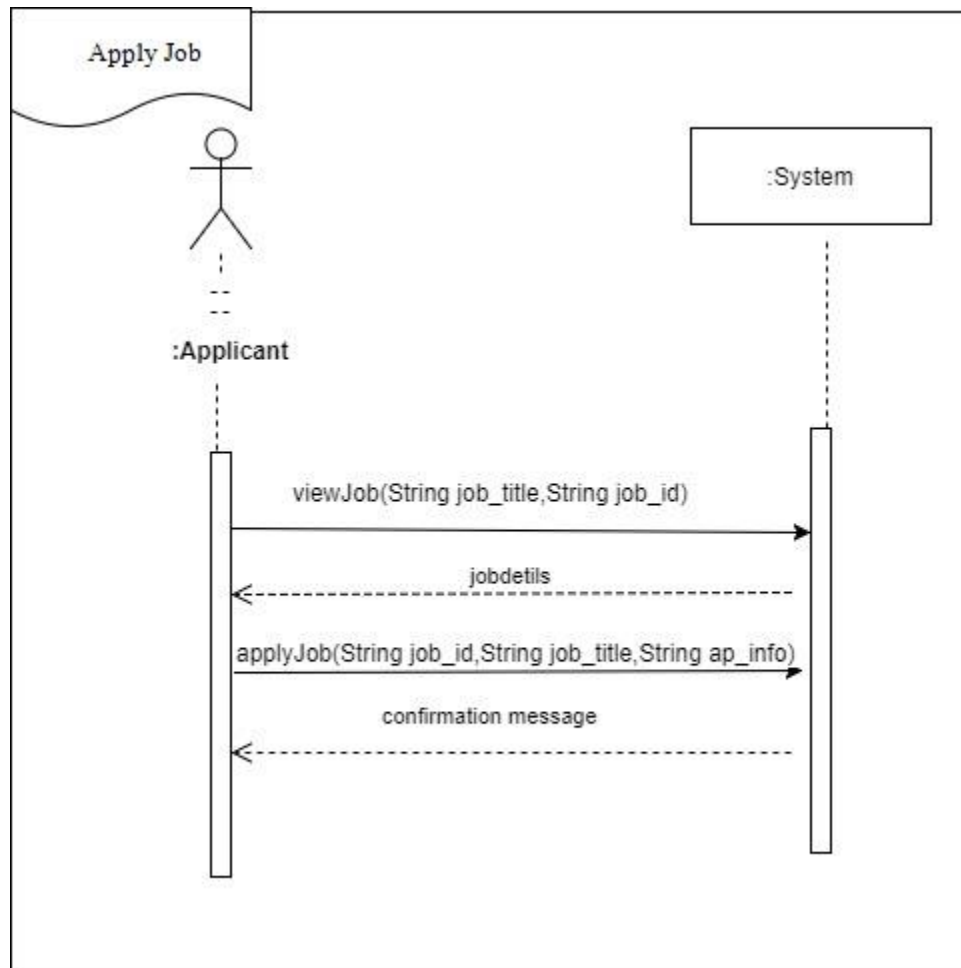 Apply Job
:System
:Applicant
viewJob(String job_title,String job_id)
jobdetils
applyJob(String job_id,String job_title,String ap_info)
confirmation message